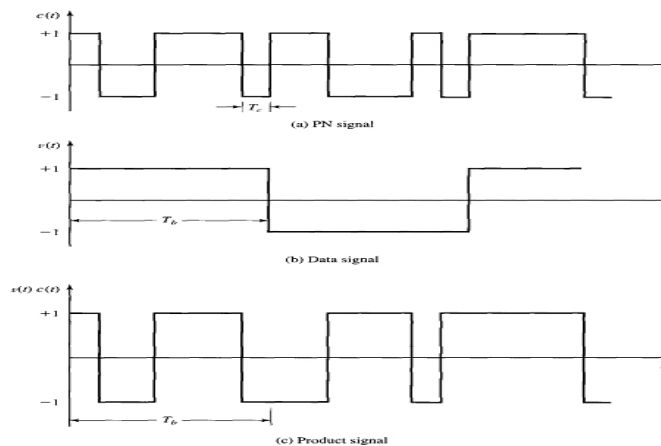 c(t)
+1
−1
T_c
(a) PN signal
v(t)
+1
T_b
−1
(b) Data signal
v(t) c(t)
+1
−1
T_b
(c) Product signal